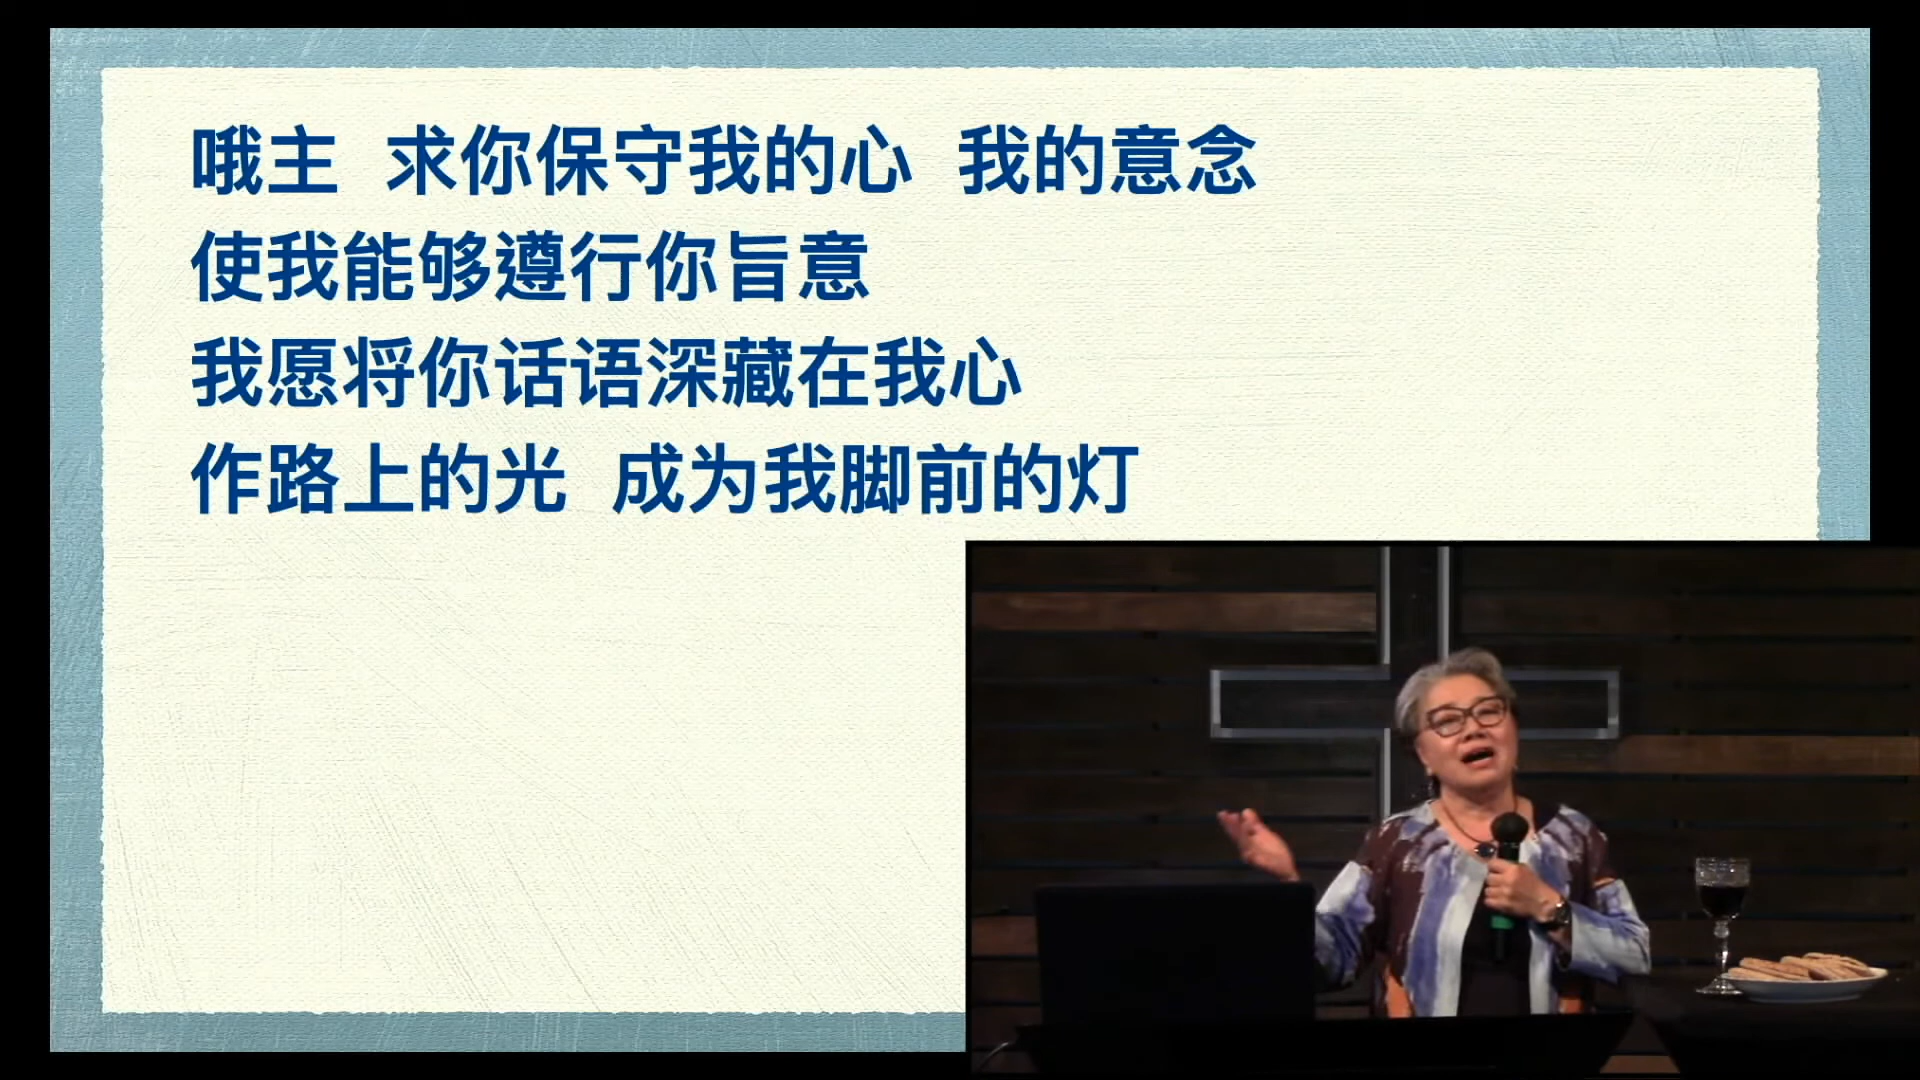 哦主 求你保守我的心 我的意念
使我能够遵行你旨意
我愿将你话语深藏在我心
作路上的光 成为我脚前的灯